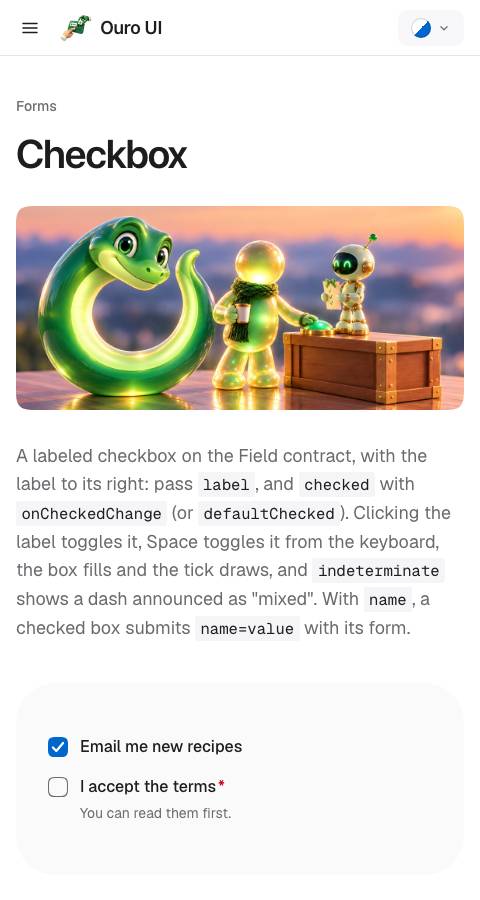 Ouro UI
Forms
Checkbox
A labeled checkbox on the Field contract, with the
label to its right: pass label, and checked with
onCheckedChange (or defaultChecked). Clicking the
label toggles it, Space toggles it from the keyboard,
the box fills and the tick draws, and indeterminate
shows a dash announced as "mixed". With name, a
checked box submits name=value with its form.
Email me new recipes
I accept the terms*
You can read them first.